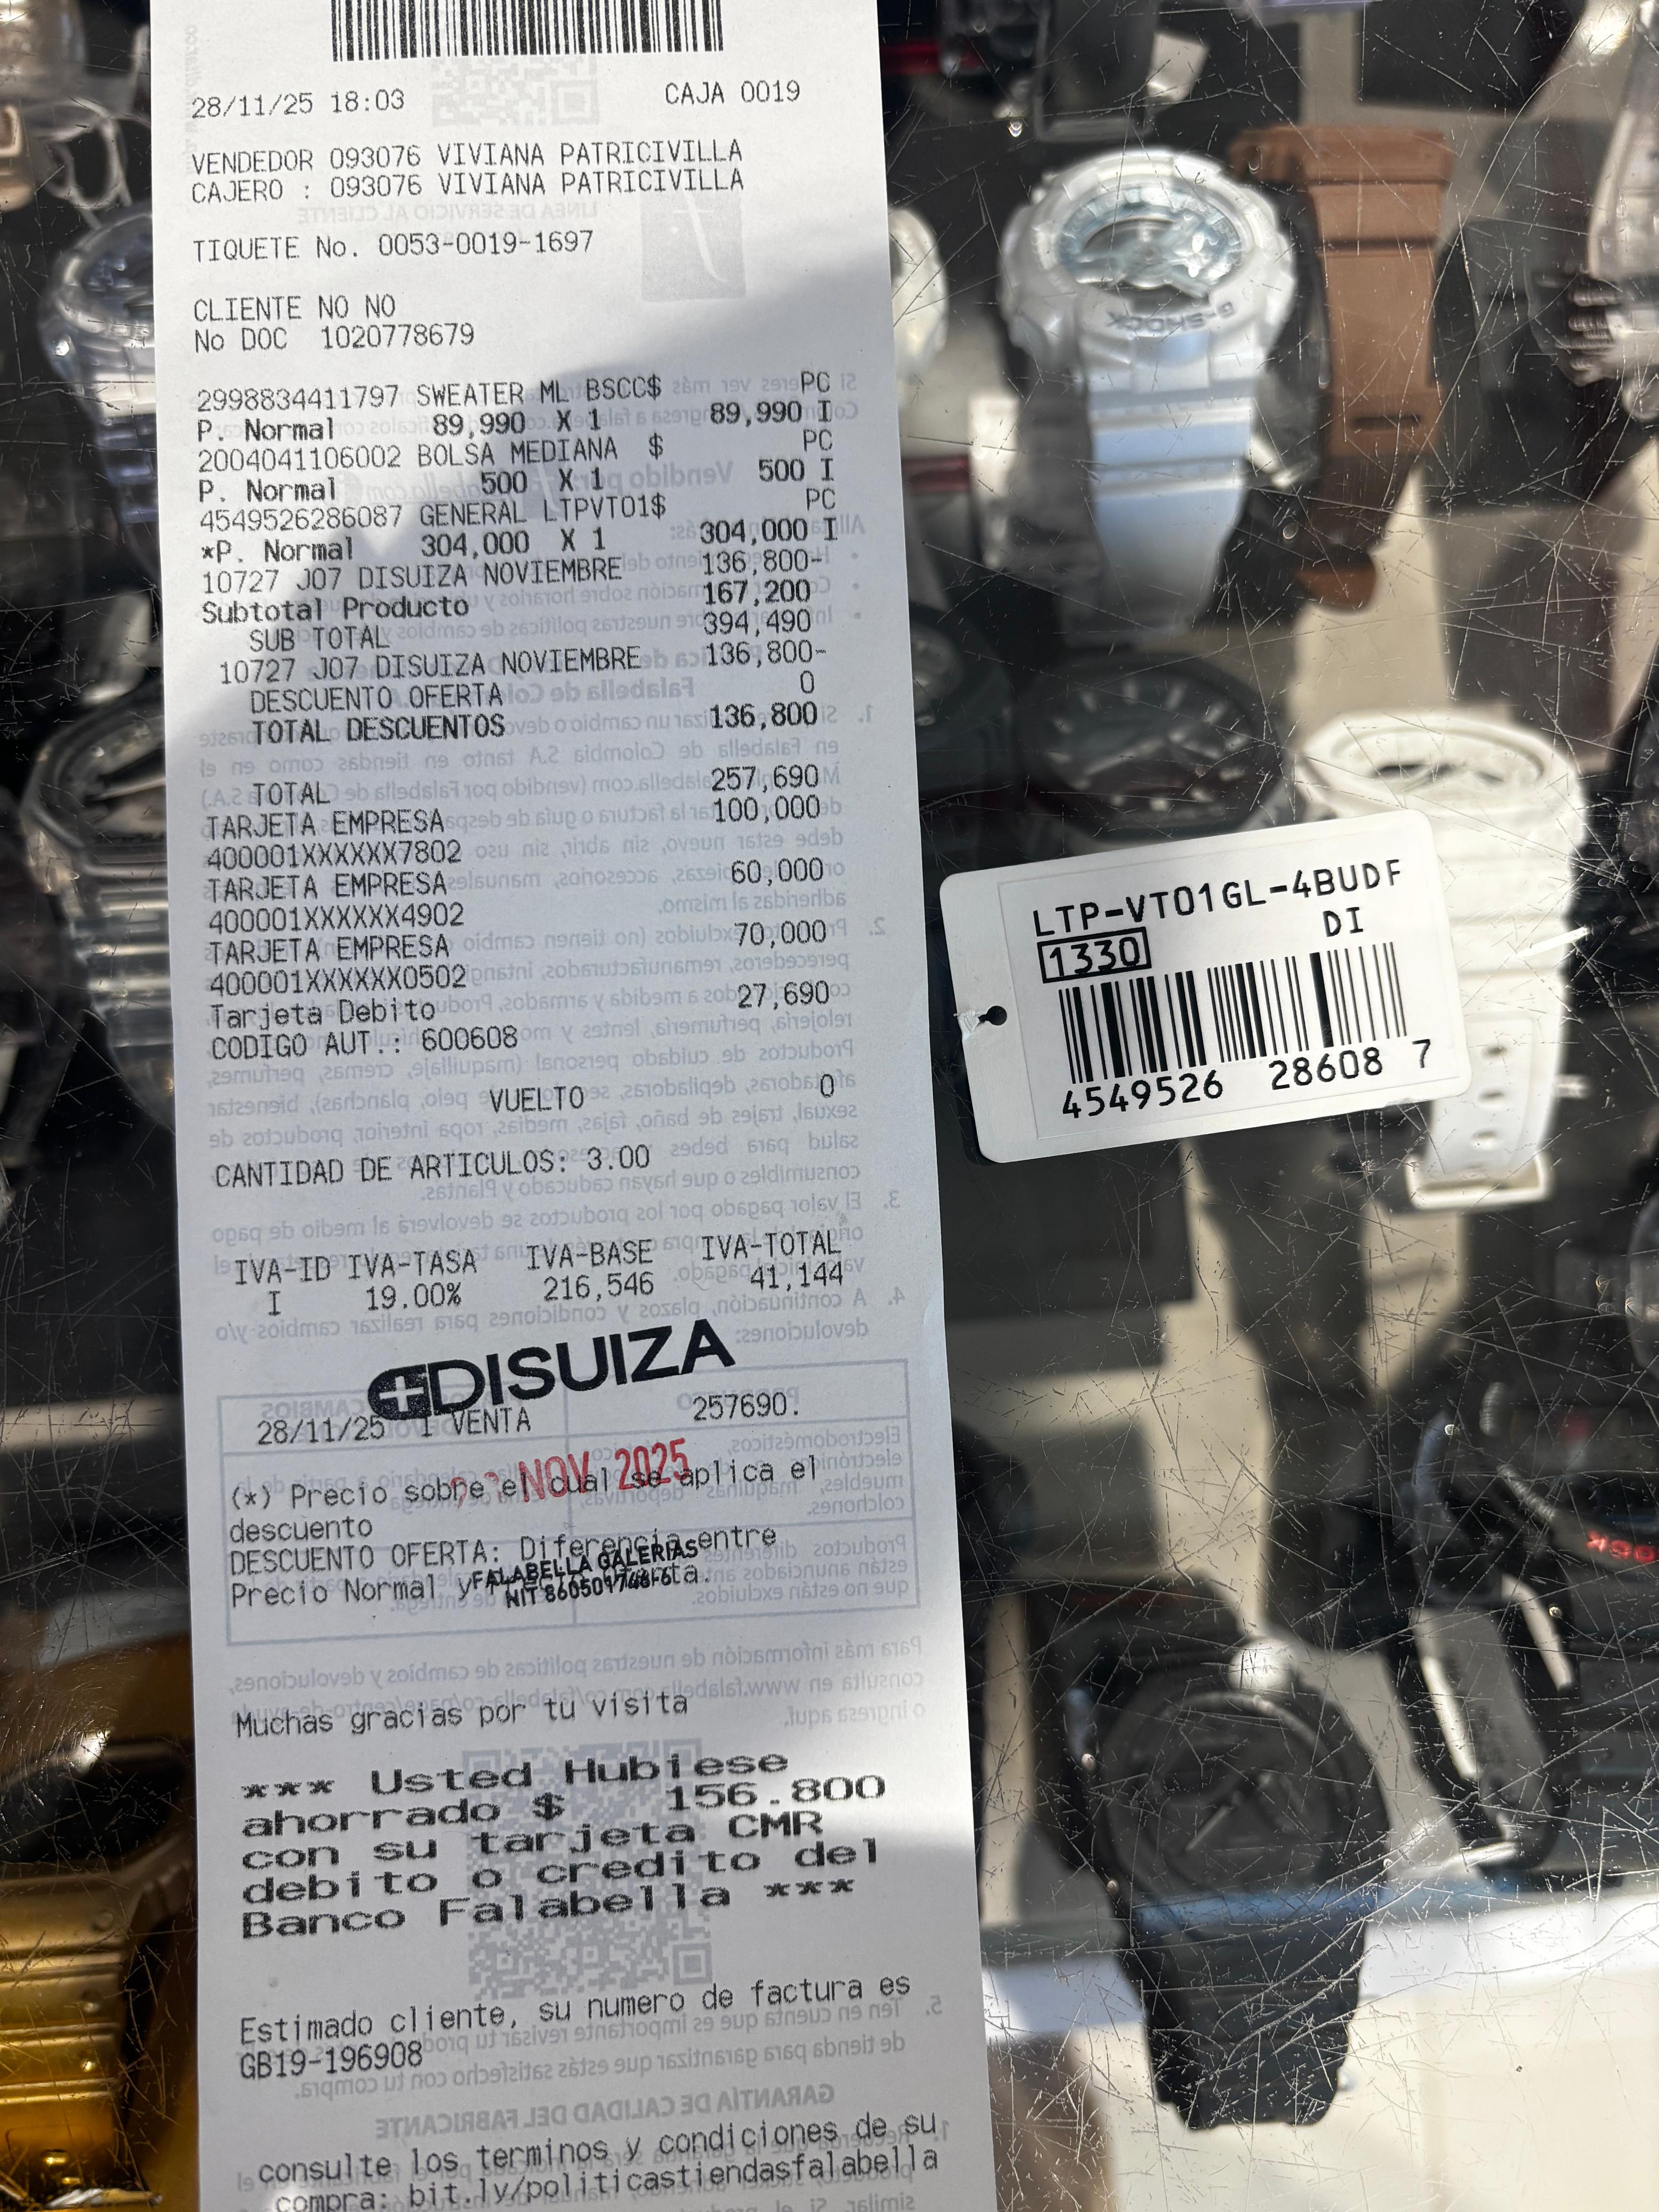 28/11/25 18:03 CAJA 0019
VENDEDOR 093076 VIVIANA PATRICIVILLA
CAJERO : 093076 VIVIANA PATRICIVILLA
TIQUETE No. 0053-0019-1697
CLIENTE NO NO
No DOC 1020778679
2998834411797 SWEATER ML BSCC$ PC
P. Normal 89,990 X 1 89,990 I
2004041106002 BOLSA MEDIANA $ PC
P. Normal 500 X 1 500 I
4549526286087 GENERAL LTPVT01$ PC
*P. Normal 304,000 X 1 304,000 I
10727 J07 DISUIZA NOVIEMBRE 136,800-
Subtotal Producto 167,200
SUB TOTAL 394,490
10727 J07 DISUIZA NOVIEMBRE 136,800-
DESCUENTO OFERTA 0
TOTAL DESCUENTOS 136,800
TOTAL 257,690
TARJETA EMPRESA 100,000
400001XXXXXX7802
TARJETA EMPRESA 60,000
400001XXXXXX4902
TARJETA EMPRESA 70,000
400001XXXXXX0502
Tarjeta Debito 27,690
CODIGO AUT.: 600608
VUELTO 0
CANTIDAD DE ARTICULOS: 3.00
IVA-ID IVA-TASA IVA-BASE IVA-TOTAL
I 19.00% 216,546 41,144
DISUIZA
28/11/25 1 VENTA 257690.
NOV 2025
(*) Precio sobre el cual se aplica el
descuento
DESCUENTO OFERTA: Diferencia entre
FALABELLA GALERIAS
Precio Normal y
NIT 860501746-6
Muchas gracias por tu visita
*** Usted Hubiese
ahorrado $ 156.800
con su tarjeta CMR
debito o credito del
Banco Falabella ***
Estimado cliente, su numero de factura es
GB19-196908
consulte los terminos y condiciones de su
compra: bit.ly/politicastiendasfalabella
LTP-VT01GL-4BUDF
DI
1330
4549526 28608 7
G-SHOCK